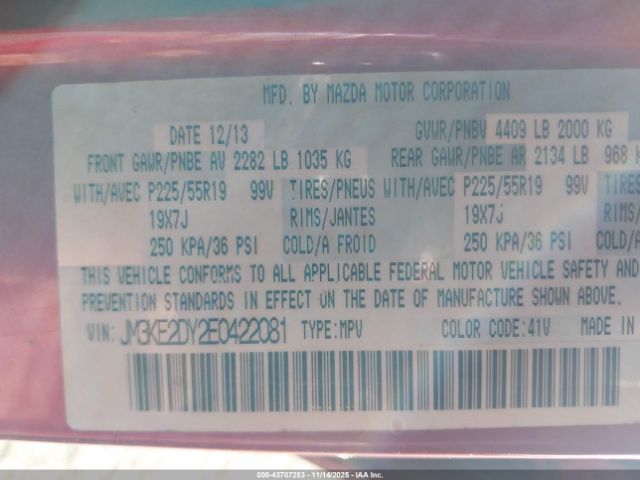 MFD. BY MAZDA MOTOR CORPORATION
DATE 12/13 GVWR/PNBV 4409 LB 2000 KG
FRONT GAWR/PNBE AV 2282 LB 1035 KG REAR GAWR/PNBE AR 2134 LB 968 K
WITH/AVEC P225/55R19 99V TIRES/PNEUS WITH/AVEC P225/55R19 99V TIRES
19X7J RIMS/JANTES 19X7J RIMS/
250 KPA/36 PSI COLD/A FROID 250 KPA/36 PSI COLD/A
THIS VEHICLE CONFORMS TO ALL APPLICABLE FEDERAL MOTOR VEHICLE SAFETY AND
PREVENTION STANDARDS IN EFFECT ON THE DATE OF MANUFACTURE SHOWN ABOVE.
VIN: JM3KE2DY2E0422081 TYPE:MPV COLOR CODE:41V MADE IN
000-43707253 - 11/14/2025 - IAA Inc.